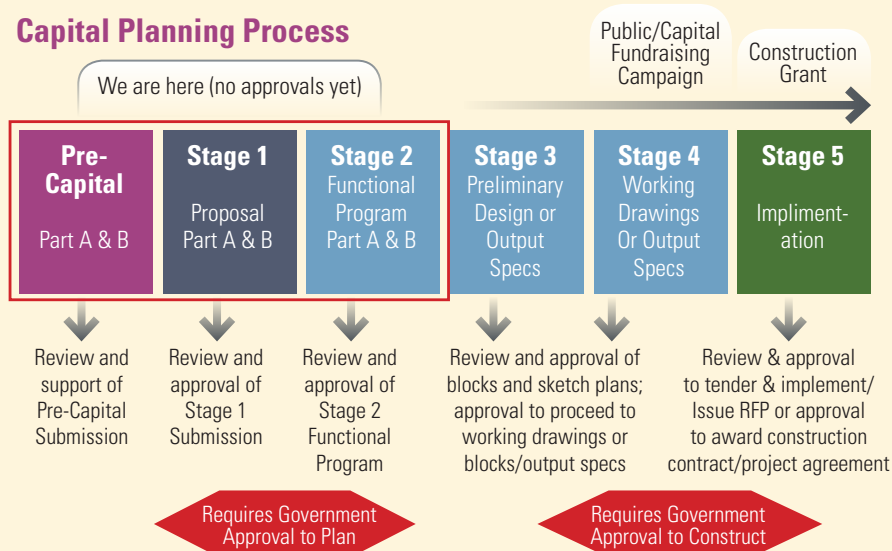 Capital Planning Process
We are here (no approvals yet)
Public/Capital
Fundraising
Campaign
Construction
Grant
Pre-
Capital
Part A & B
Stage 1
Proposal
Part A & B
Stage 2
Functional
Program
Part A & B
Stage 3
Preliminary
Design or
Output
Specs
Stage 4
Working
Drawings
Or Output
Specs
Stage 5
Impliment-
ation
Review and
support of
Pre-Capital
Submission
Review and
approval of
Stage 1
Submission
Review and
approval of
Stage 2
Functional
Program
Review and approval of
blocks and sketch plans;
approval to proceed to
working drawings or
blocks/output specs
Review & approval
to tender & implement/
Issue RFP or approval
to award construction
contract/project agreement
Requires Government
Approval to Plan
Requires Government
Approval to Construct